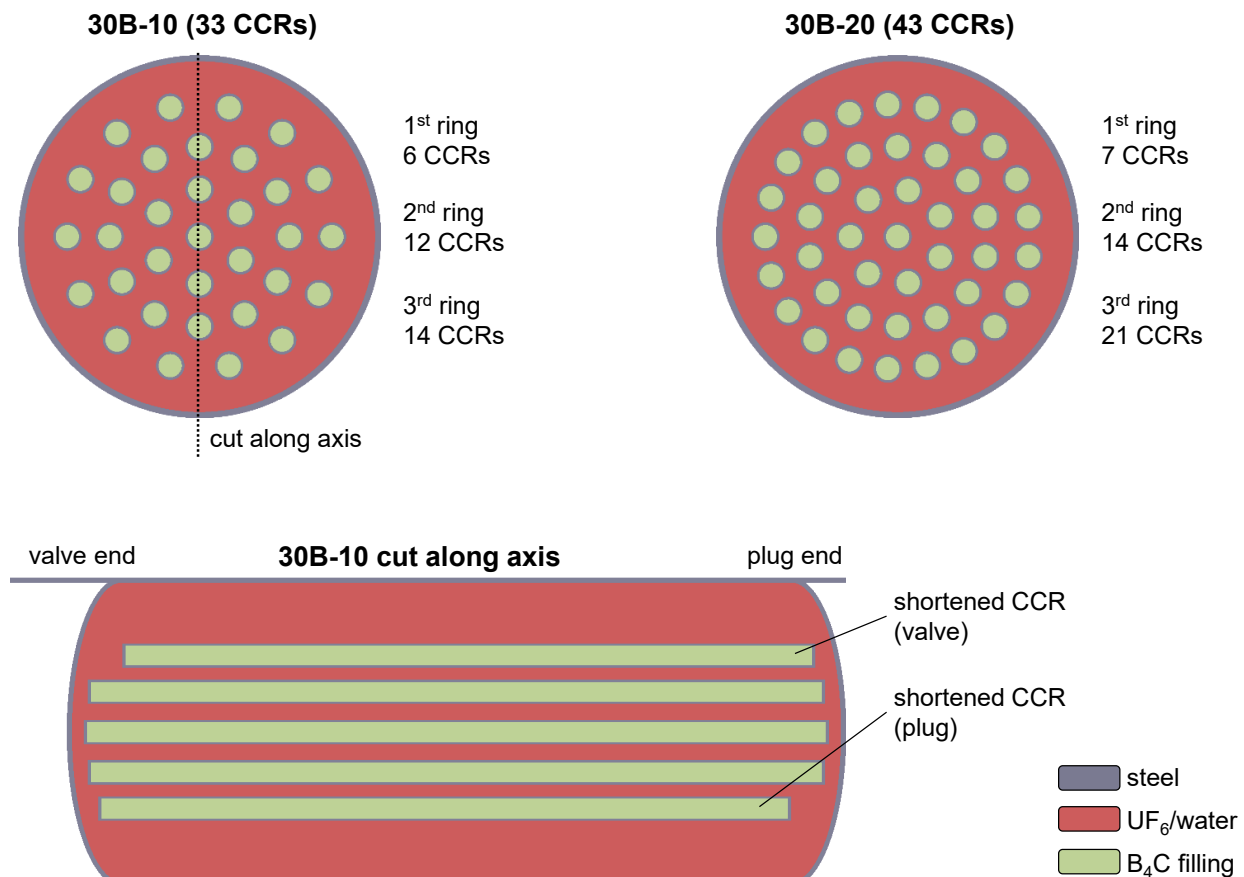 30B-10 (33 CCRs)
1st ring
6 CCRs
2nd ring
12 CCRs
3rd ring
14 CCRs
cut along axis
30B-20 (43 CCRs)
1st ring
7 CCRs
2nd ring
14 CCRs
3rd ring
21 CCRs
valve end
30B-10 cut along axis
plug end
shortened CCR
(valve)
shortened CCR
(plug)
steel
UF₆/water
B₄C filling